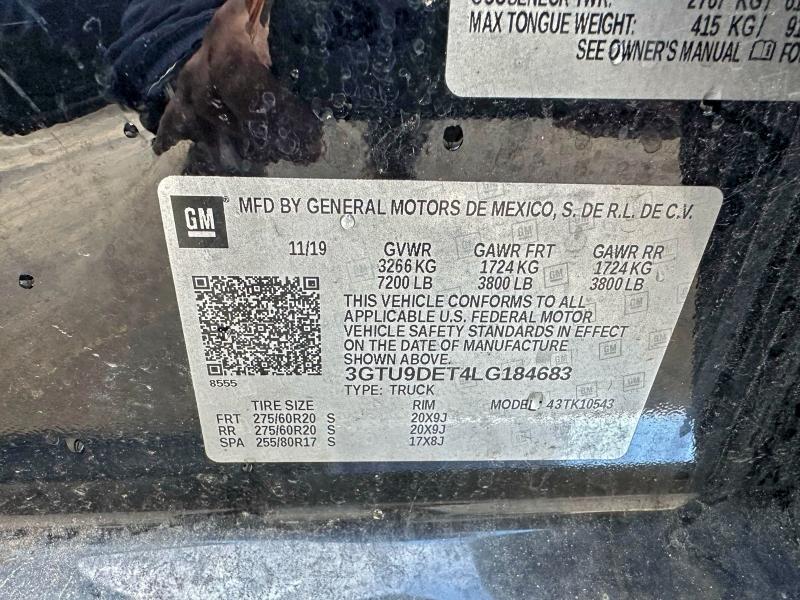 MAX TONGUE WEIGHT: 415 KG/
SEE OWNER'S MANUAL
GM
MFD BY GENERAL MOTORS DE MEXICO, S. DE R.L. DE C.V.
11/19 GVWR GAWR FRT GAWR RR
3266 KG 1724 KG 1724 KG
7200 LB 3800 LB 3800 LB
THIS VEHICLE CONFORMS TO ALL
APPLICABLE U.S. FEDERAL MOTOR
VEHICLE SAFETY STANDARDS IN EFFECT
ON THE DATE OF MANUFACTURE
SHOWN ABOVE.
8555
3GTU9DET4LG184683
TYPE: TRUCK
TIRE SIZE RIM MODEL: 43TK10543
FRT 275/60R20 S 20X9J
RR 275/60R20 S 20X9J
SPA 255/80R17 S 17X8J